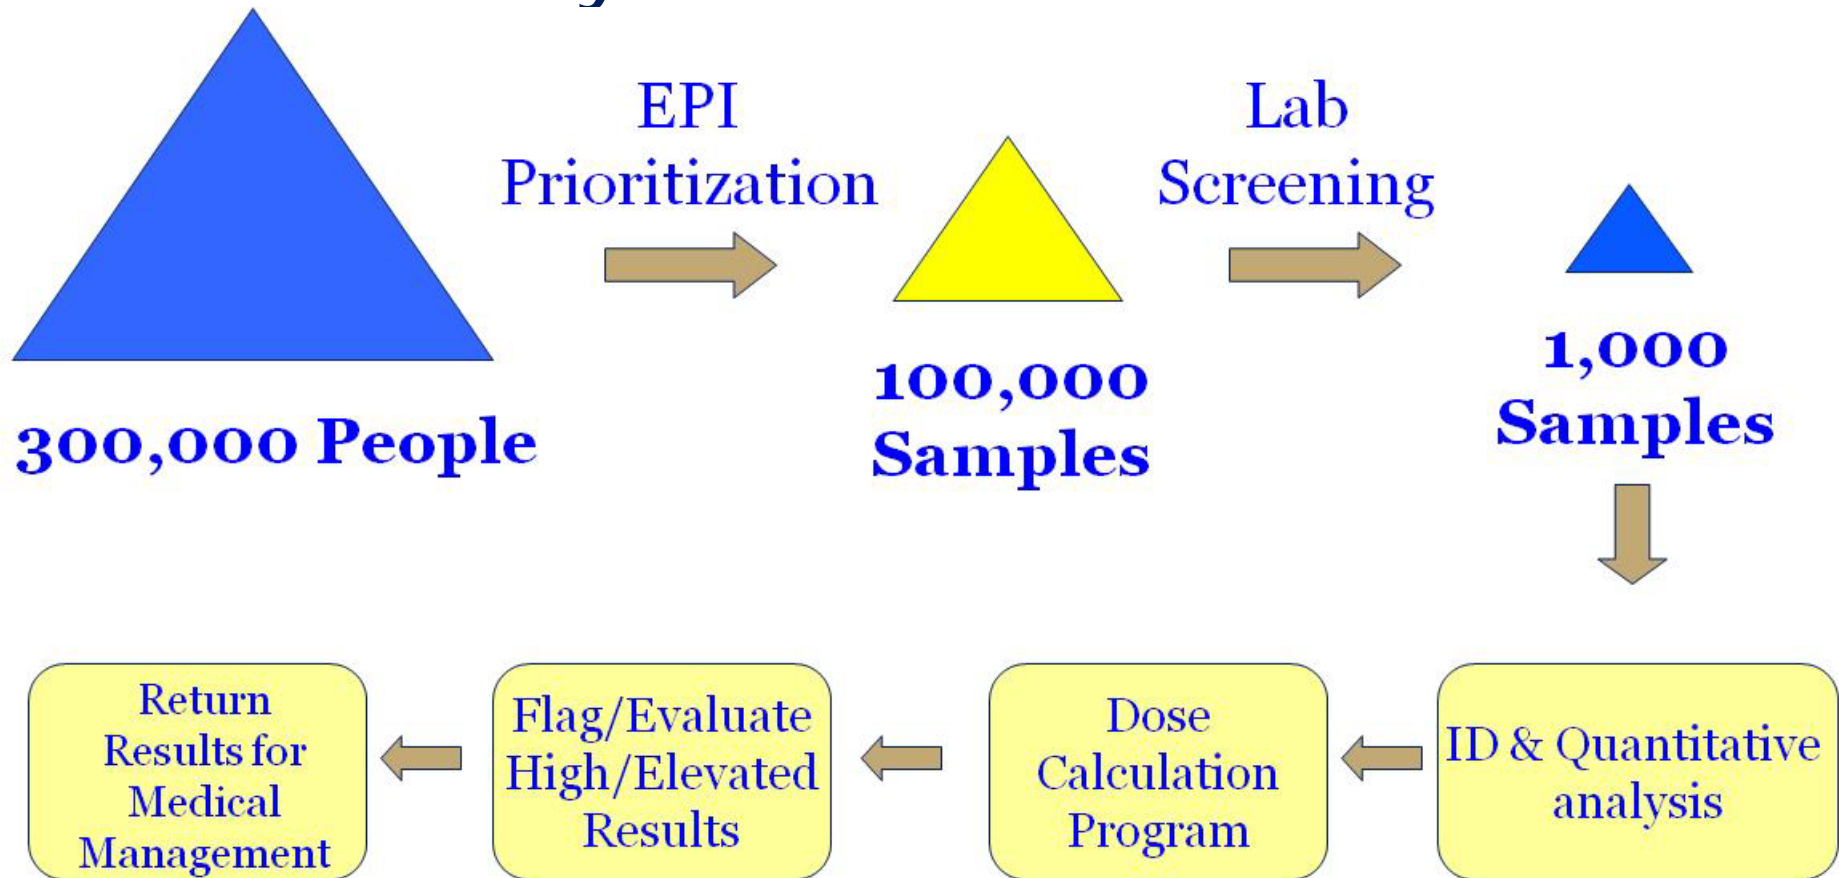 EPI
Prioritization
Lab
Screening
300,000 People
100,000
Samples
1,000
Samples
Return
Results for
Medical
Management
Flag/Evaluate
High/Elevated
Results
Dose
Calculation
Program
ID & Quantitative
analysis